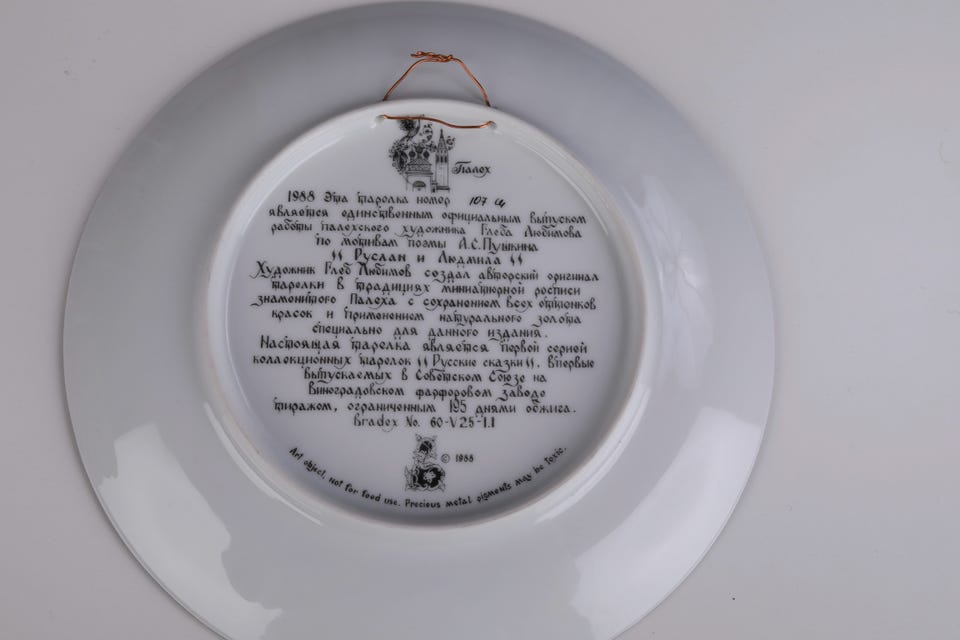 Палех
1988 Эта тарелка номер 107
является единственным официальным выпуском
работы палехского художника Глеба Любимова
по мотивам поэмы А.С.Пушкина
" Руслан и Людмила "
Художник Глеб Любимов создал авторский оригинал
тарелки в традициях миниатюрной росписи
знаменитого Палеха с сохранением всех оттенков
красок и применением натурального золота
специально для данного издания.
Настоящая тарелка является первой серией
коллекционных тарелок " Русские сказки ", впервые
выпускаемых в Советском Союзе на
Виноградовском фарфоровом заводе
тиражом, ограниченным 195 днями обжига.
Bradex No. 60-V25-1.1
© 1988
Art object, not for food use. Precious metal pigments may be toxic.